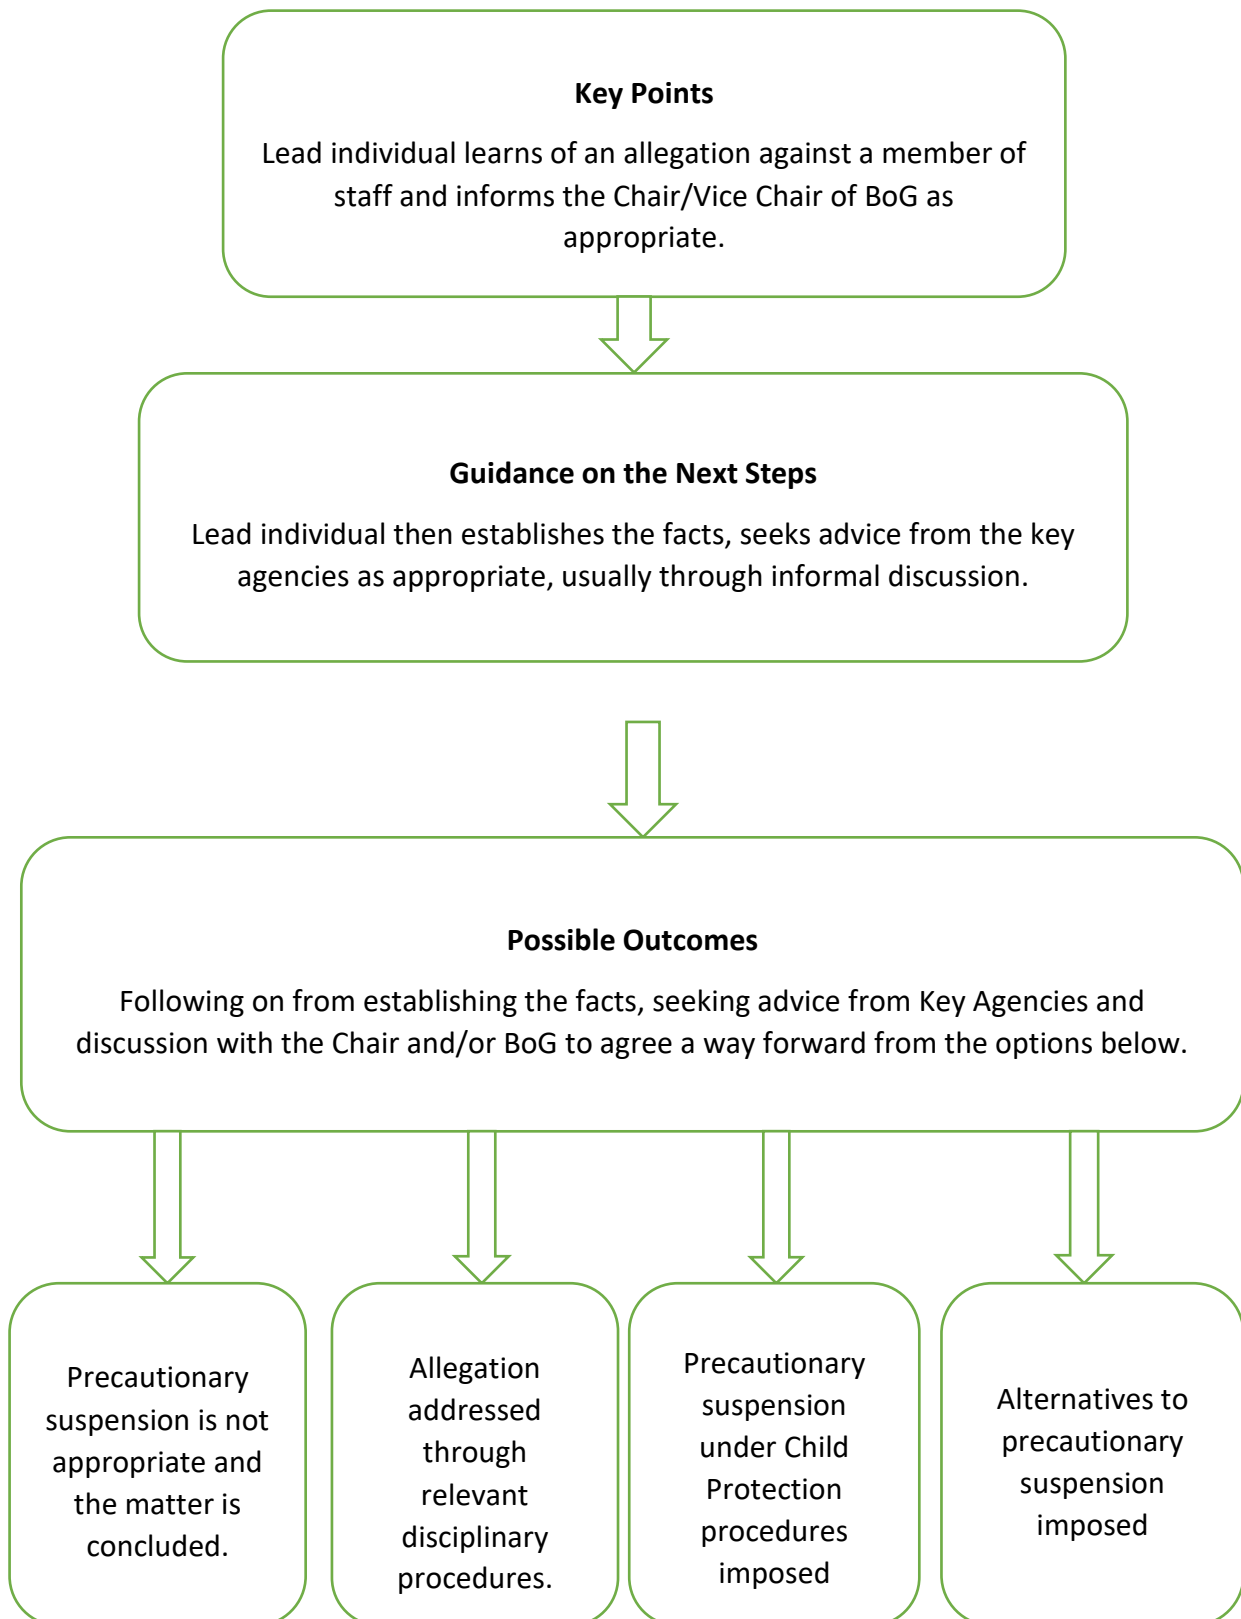 Key Points
Lead individual learns of an allegation against a member of
staff and informs the Chair/Vice Chair of BoG as
appropriate.
Guidance on the Next Steps
Lead individual then establishes the facts, seeks advice from the key
agencies as appropriate, usually through informal discussion.
Possible Outcomes
Following on from establishing the facts, seeking advice from Key Agencies and
discussion with the Chair and/or BoG to agree a way forward from the options below.
Precautionary
suspension is not
appropriate and
the matter is
concluded.
Allegation
addressed
through
relevant
disciplinary
procedures.
Precautionary
suspension
under Child
Protection
procedures
imposed
Alternatives to
precautionary
suspension
imposed